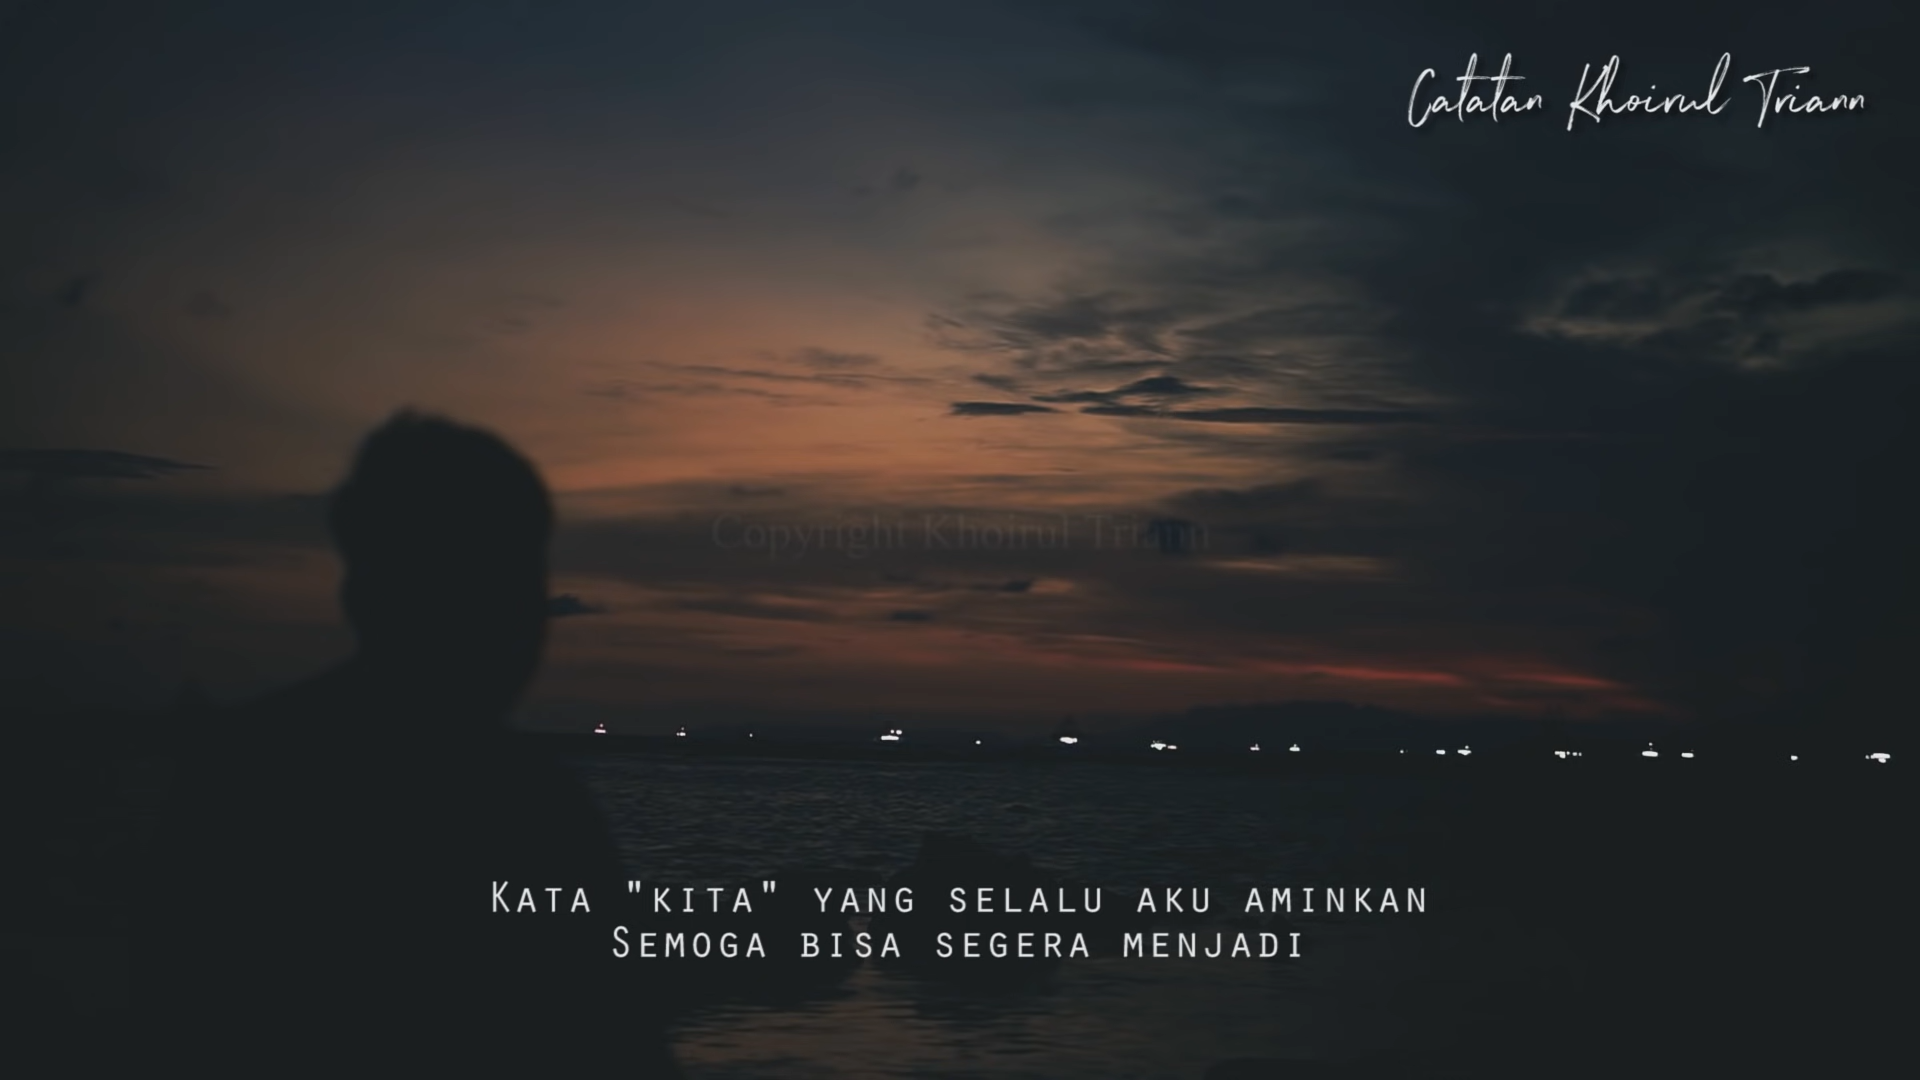 Catatan Khoirul Triann
Copyright Khoirul Triann
KATA "KITA" YANG SELALU AKU AMINKAN
SEMOGA BISA SEGERA MENJADI